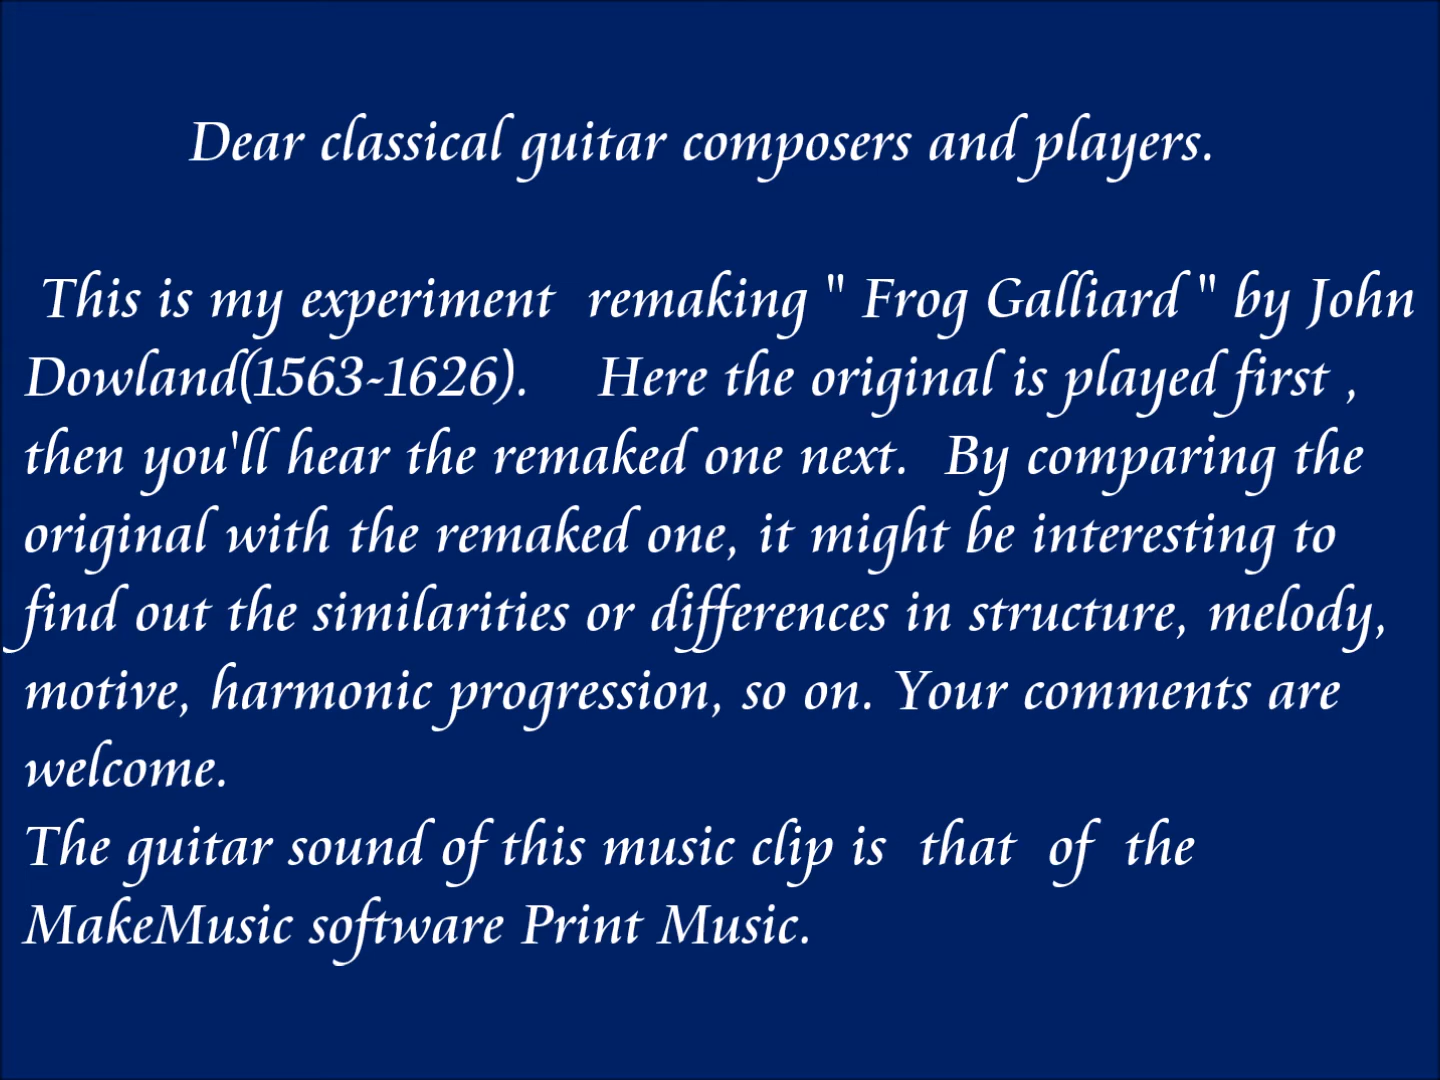 Dear classical guitar composers and players.
This is my experiment remaking " Frog Galliard " by John
Dowland(1563-1626). Here the original is played first ,
then you'll hear the remaked one next. By comparing the
original with the remaked one, it might be interesting to
find out the similarities or differences in structure, melody,
motive, harmonic progression, so on. Your comments are
welcome.
The guitar sound of this music clip is that of the
MakeMusic software Print Music.